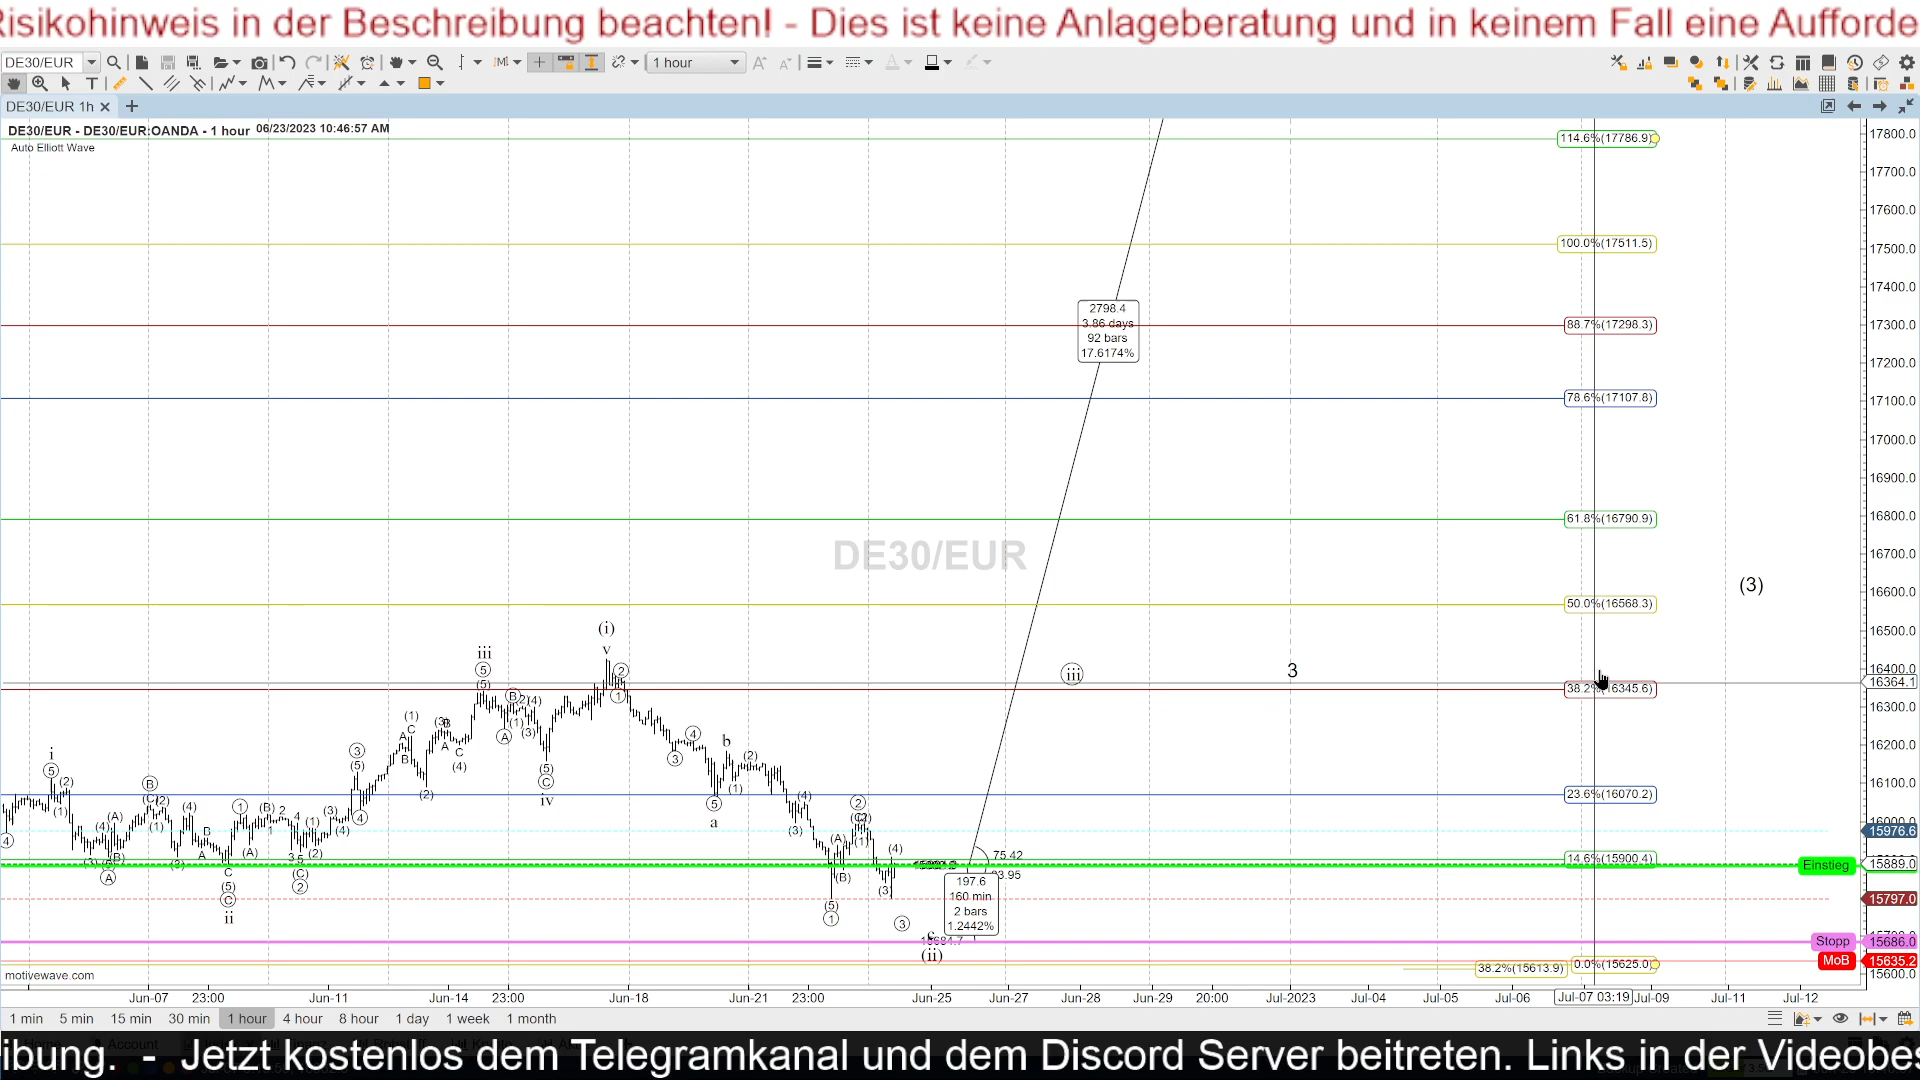 isikohinweis in der Beschreibung beachten! - Dies ist keine Anlageberatung und in keinem Fall eine Aufforde
DE30/EUR
1 hour
DE30/EUR 1h
DE30/EUR - DE30/EUR:OANDA - 1 hour 06/23/2023 10:46:57 AM
Auto Elliott Wave
114.6%(17786.9)
100.0%(17511.5)
88.7%(17298.3)
78.6%(17107.8)
61.8%(16790.9)
50.0%(16568.3)
38.2%(16345.6)
23.6%(16070.2)
14.6%(15900.4)
0.0%(15625.0)
38.2%(15613.9)
2798.4
3.86 days
92 bars
17.6174%
DE30/EUR
(3)
3
iii
(i)
v
iii
iv
i
ii
a
b
(ii)
75.42
197.6
160 min
2 bars
1.2442%
17800.0
17700.0
17600.0
17500.0
17400.0
17300.0
17200.0
17100.0
17000.0
16900.0
16800.0
16700.0
16600.0
16500.0
16400.0
16364.1
16300.0
16200.0
16100.0
16000.0
15976.6
Einstieg 15889.0
15797.0
Stopp 15686.0
MoB 15635.2
15600.0
motivewave.com
Jun-07 23:00 Jun-11 Jun-14 23:00 Jun-18 Jun-21 23:00 Jun-25 Jun-27 Jun-28 Jun-29 20:00 Jul-2023 Jul-04 Jul-05 Jul-06 Jul-07 03:19 Jul-09 Jul-11 Jul-12
1 min 5 min 15 min 30 min 1 hour 4 hour 8 hour 1 day 1 week 1 month
ibung. - Jetzt kostenlos dem Telegramkanal und dem Discord Server beitreten. Links in der Videobes